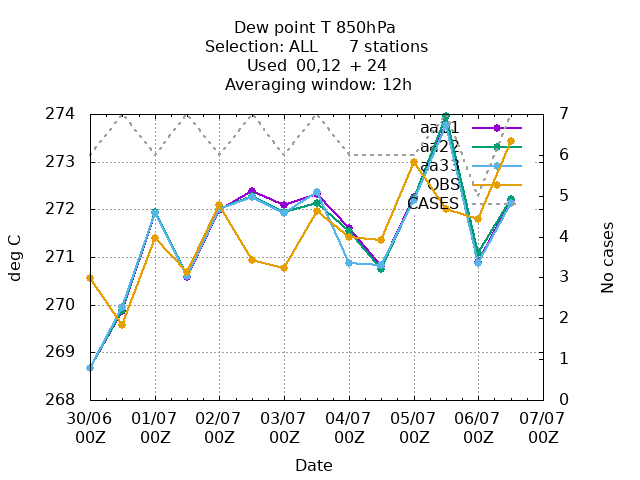 Dew point T 850hPa
Selection: ALL 7 stations
Used 00,12 + 24
Averaging window: 12h
274
273
272
271
270
269
268
7
6
5
4
3
2
1
0
aa11
aa22
aa33
OBS
CASES
deg C
No cases
30/06 01/07 02/07 03/07 04/07 05/07 06/07 07/07
00Z 00Z 00Z 00Z 00Z 00Z 00Z 00Z
Date